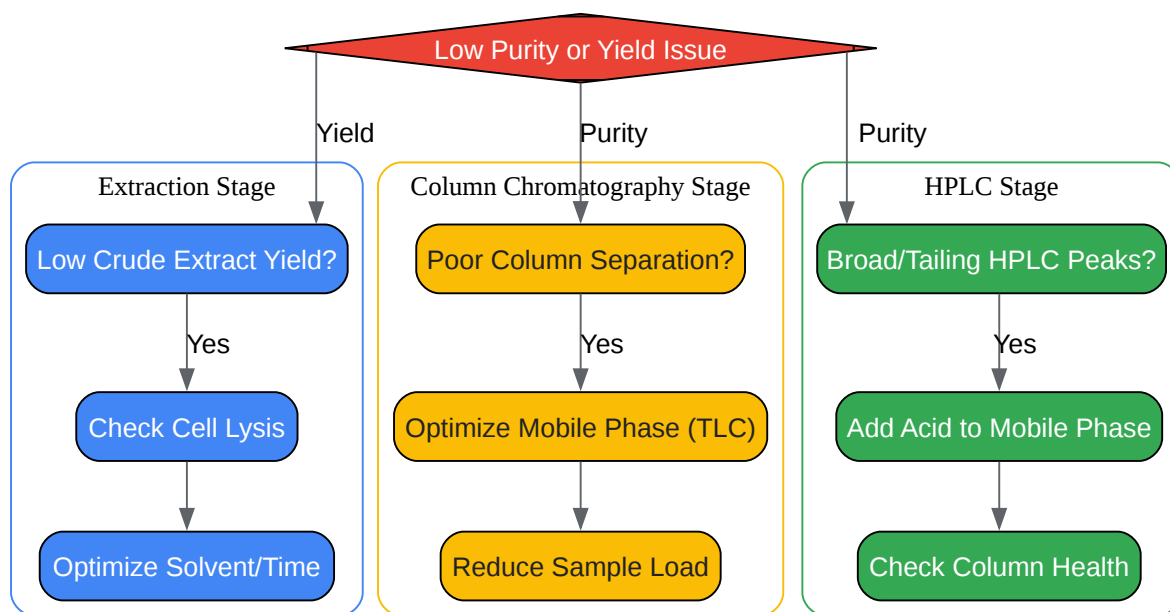 Low Purity or Yield Issue
Yield
Purity
Purity
Extraction Stage
Column Chromatography Stage
HPLC Stage
Low Crude Extract Yield?
Poor Column Separation?
Broad/Tailing HPLC Peaks?
Yes
Yes
Yes
Check Cell Lysis
Optimize Mobile Phase (TLC)
Add Acid to Mobile Phase
Optimize Solvent/Time
Reduce Sample Load
Check Column Health